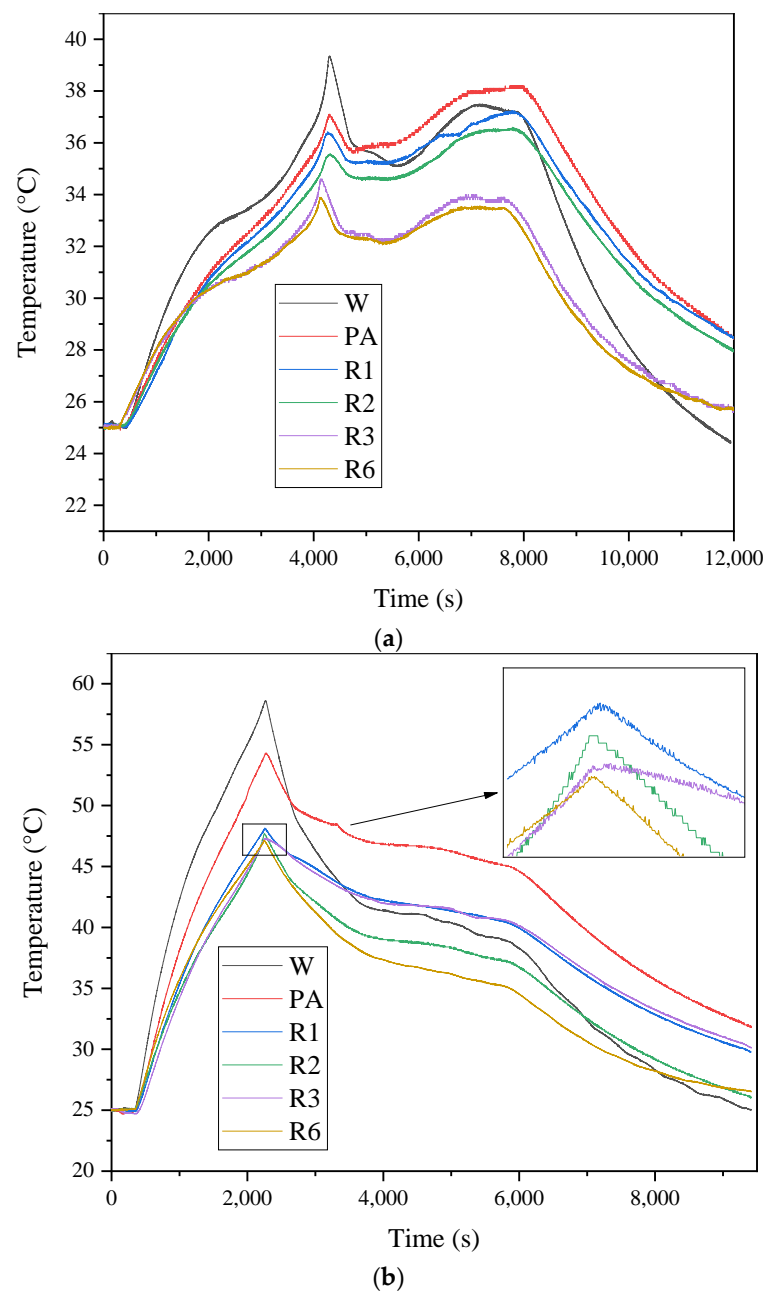 40
38
36
34
32
30
28
26
24
22
Temperature (°C)
W
PA
R1
R2
R3
R6
0
2,000
4,000
6,000
8,000
10,000
12,000
Time (s)
(a)
60
55
50
45
40
35
30
25
20
Temperature (°C)
W
PA
R1
R2
R3
R6
0
2,000
4,000
6,000
8,000
Time (s)
(b)